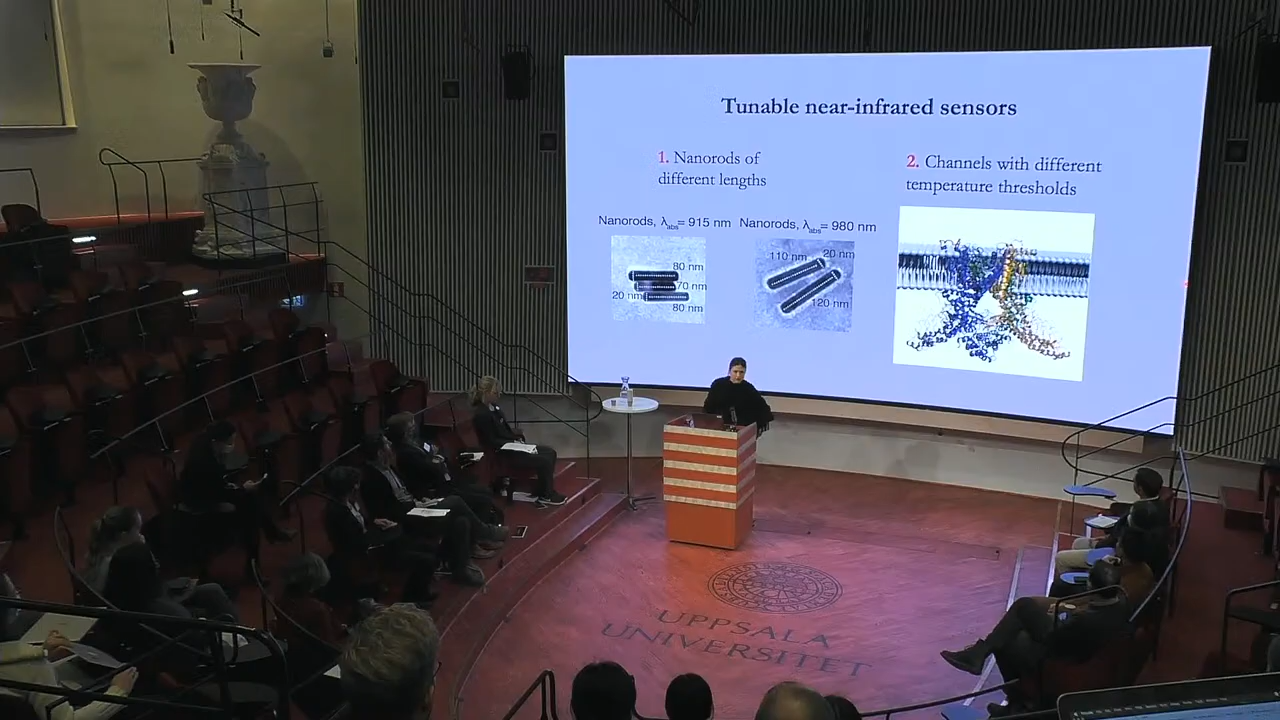 Tunable near-infrared sensors
1. Nanorods of
different lengths
2. Channels with different
temperature thresholds
Nanorods, λabs= 915 nm
Nanorods, λabs= 980 nm
80 nm
70 nm
20 nm
80 nm
110 nm
20 nm
120 nm
UPPSALA
UNIVERSITET